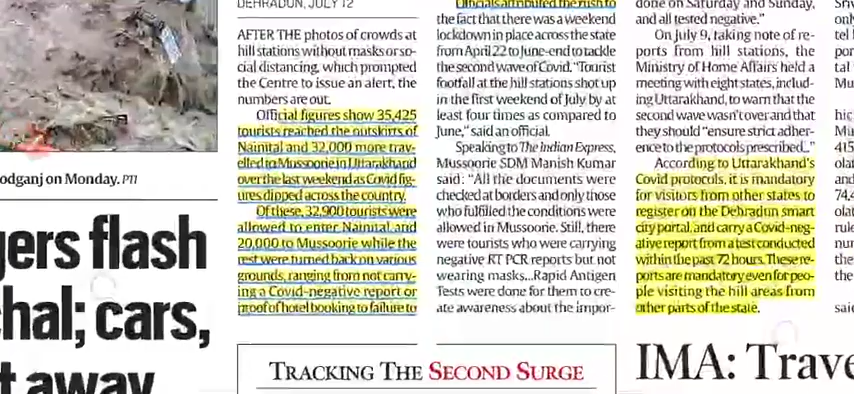 DEHRADUN, JULY 12
AFTER THE photos of crowds at
hill stations without masks or so-
cial distancing, which prompted
the Centre to issue an alert, the
numbers are out.
Official figures show 35,425
tourists reached the outskirts of
Nainital and 32,000 more trav-
elled to Mussoorie in Uttarakhand
over the last weekend as Covid fig-
ures dipped across the country.
Of these, 32,900 tourists were
allowed to enter Nainital, and
20,000 to Mussoorie while the
rest were turned back on various
grounds, ranging from not carry-
ing a Covid-negative report or
proof of hotel booking to failure to
Officials attributed the rush to
the fact that there was a weekend
lockdown in place across the state
from April 22 to June-end to tackle
the second wave of Covid. "Tourist
footfall at the hill stations shot up
in the first weekend of July by at
least four times as compared to
June," said an official.
Speaking to The Indian Express,
Mussoorie SDM Manish Kumar
said: "All the documents were
checked at borders and only those
who fulfilled the conditions were
allowed in Mussoorie. Still, there
were tourists who were carrying
negative RT PCR reports but not
wearing masks...Rapid Antigen
Tests were done for them to cre-
ate awareness about the impor-
done on Saturday and Sunday,
and all tested negative."
On July 9, taking note of re-
ports from hill stations, the
Ministry of Home Affairs held a
meeting with eight states, includ-
ing Uttarakhand, to warn that the
second wave wasn't over and that
they should "ensure strict adher-
ence to the protocols prescribed..."
According to Uttarakhand's
Covid protocols, it is mandatory
for visitors from other states to
register on the Dehradun smart
city portal, and carry a Covid-neg-
ative report from a test conducted
within the past 72 hours. These re-
ports are mandatory even for peo-
ple visiting the hill areas from
other parts of the state.
odganj on Monday. PTI
gers flash
hal; cars,
t away
TRACKING THE SECOND SURGE
IMA: Trave